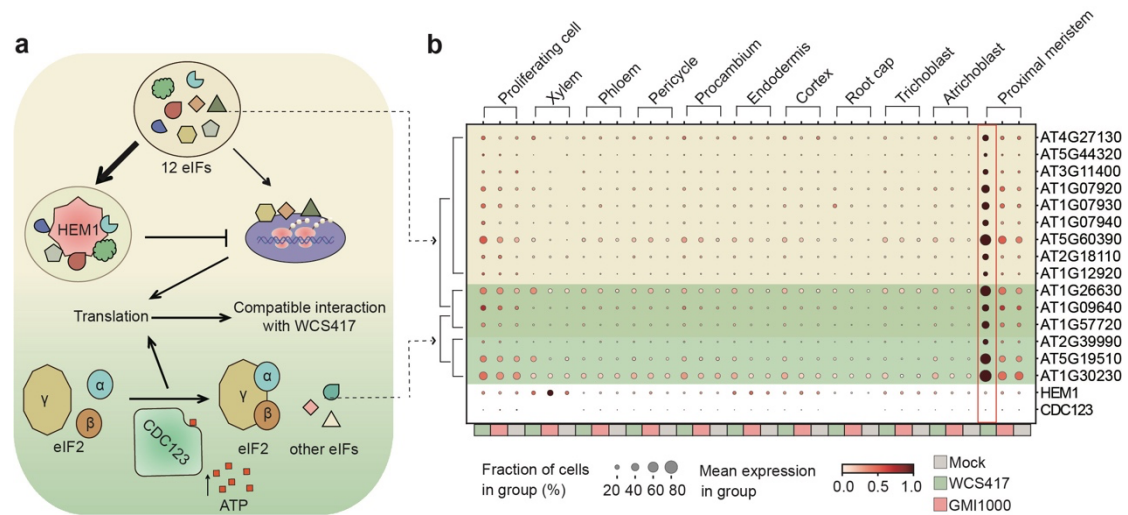 a
12 eIFs
HEM1
Translation
Compatible interaction
with WCS417
γ
α
β
eIF2
CDC123
ATP
γ
α
β
eIF2
other eIFs
b
Proliferating cell
Xylem
Phloem
Pericycle
Procambium
Endodermis
Cortex
Root cap
Trichoblast
Atrichoblast
Proximal meristem
AT4G27130
AT5G44320
AT3G11400
AT1G07920
AT1G07930
AT1G07940
AT5G60390
AT2G18110
AT1G12920
AT1G26630
AT1G09640
AT1G57720
AT2G39990
AT5G19510
AT1G30230
HEM1
CDC123
Fraction of cells
in group (%)
20 40 60 80
Mean expression
in group
0.0 0.5 1.0
Mock
WCS417
GMI1000